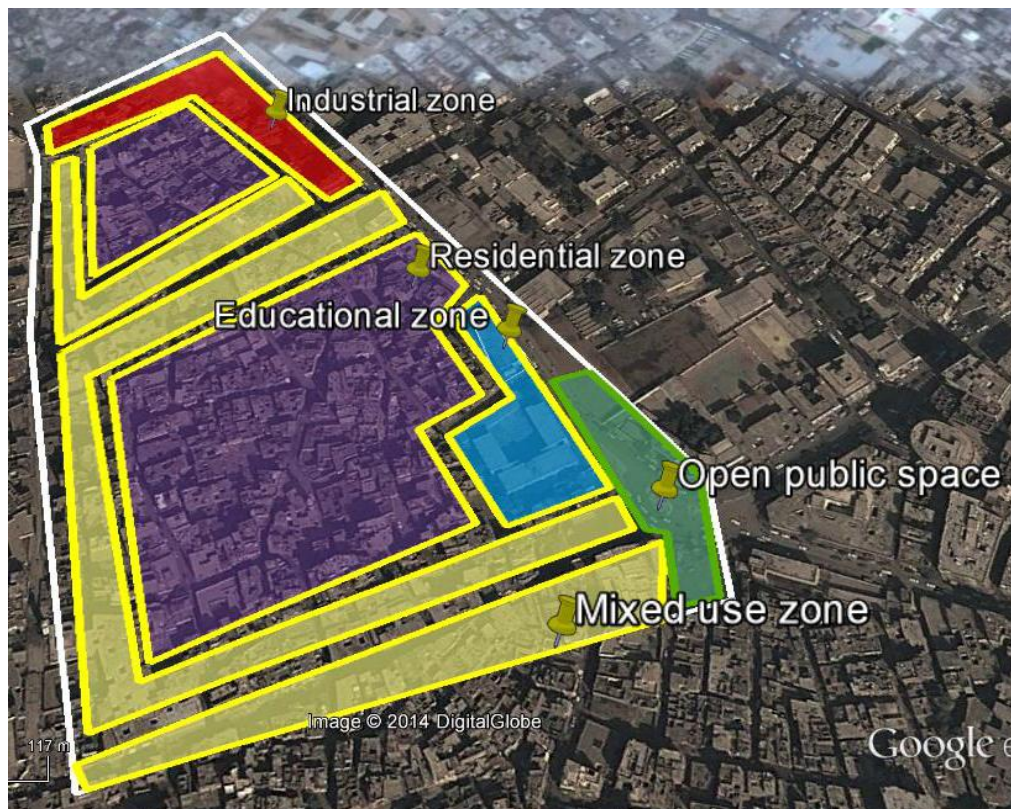 Industrial zone
Residential zone
Educational zone
Open public space
Mixed use zone
Image © 2014 DigitalGlobe
117 m
Google e